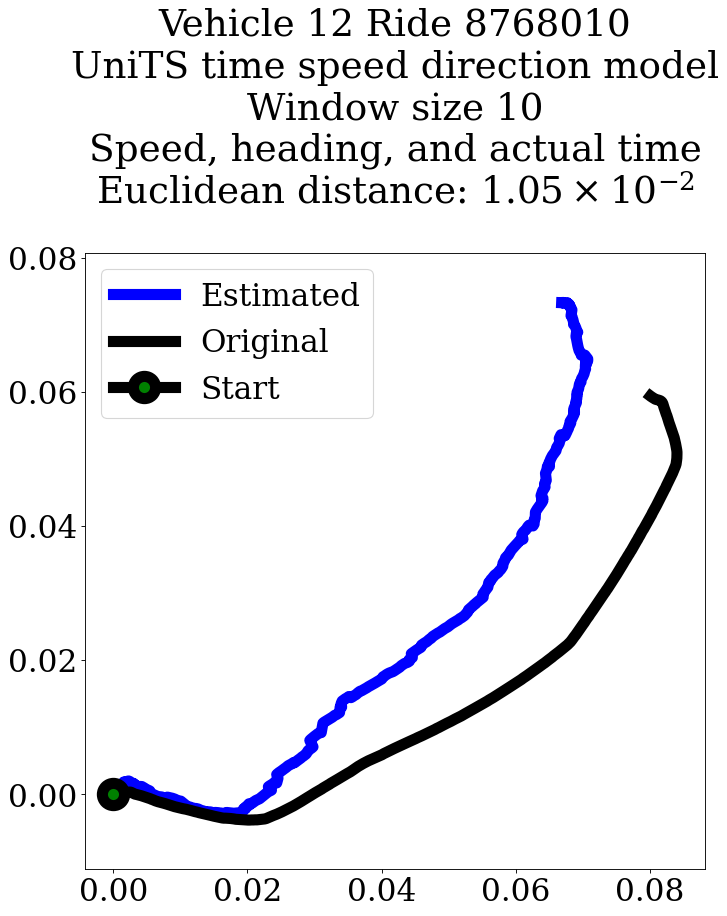 Vehicle 12 Ride 8768010
UniTS time speed direction model
Window size 10
Speed, heading, and actual time
Euclidean distance: 1.05 × 10⁻²
0.08
0.06
0.04
0.02
0.00
Estimated
Original
Start
0.00 0.02 0.04 0.06 0.08